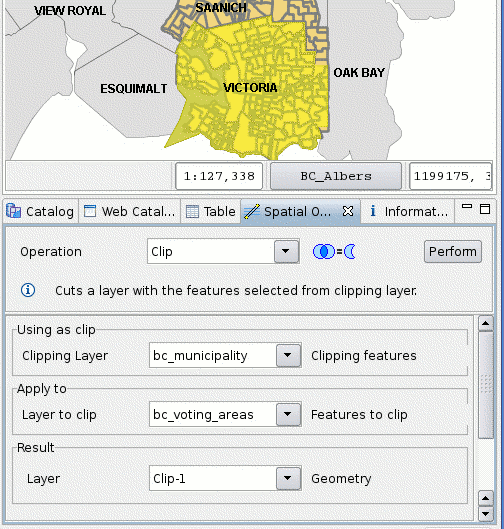 VIEW ROYAL
SAANICH
ESQUIMALT
VICTORIA
OAK BAY
1:127,338
BC_Albers
1199175,
Catalog
Web Catal...
Table
Spatial O...
Informat...
Operation
Clip
Perform
Cuts a layer with the features selected from clipping layer.
Using as clip
Clipping Layer
bc_municipality
Clipping features
Apply to
Layer to clip
bc_voting_areas
Features to clip
Result
Layer
Clip-1
Geometry